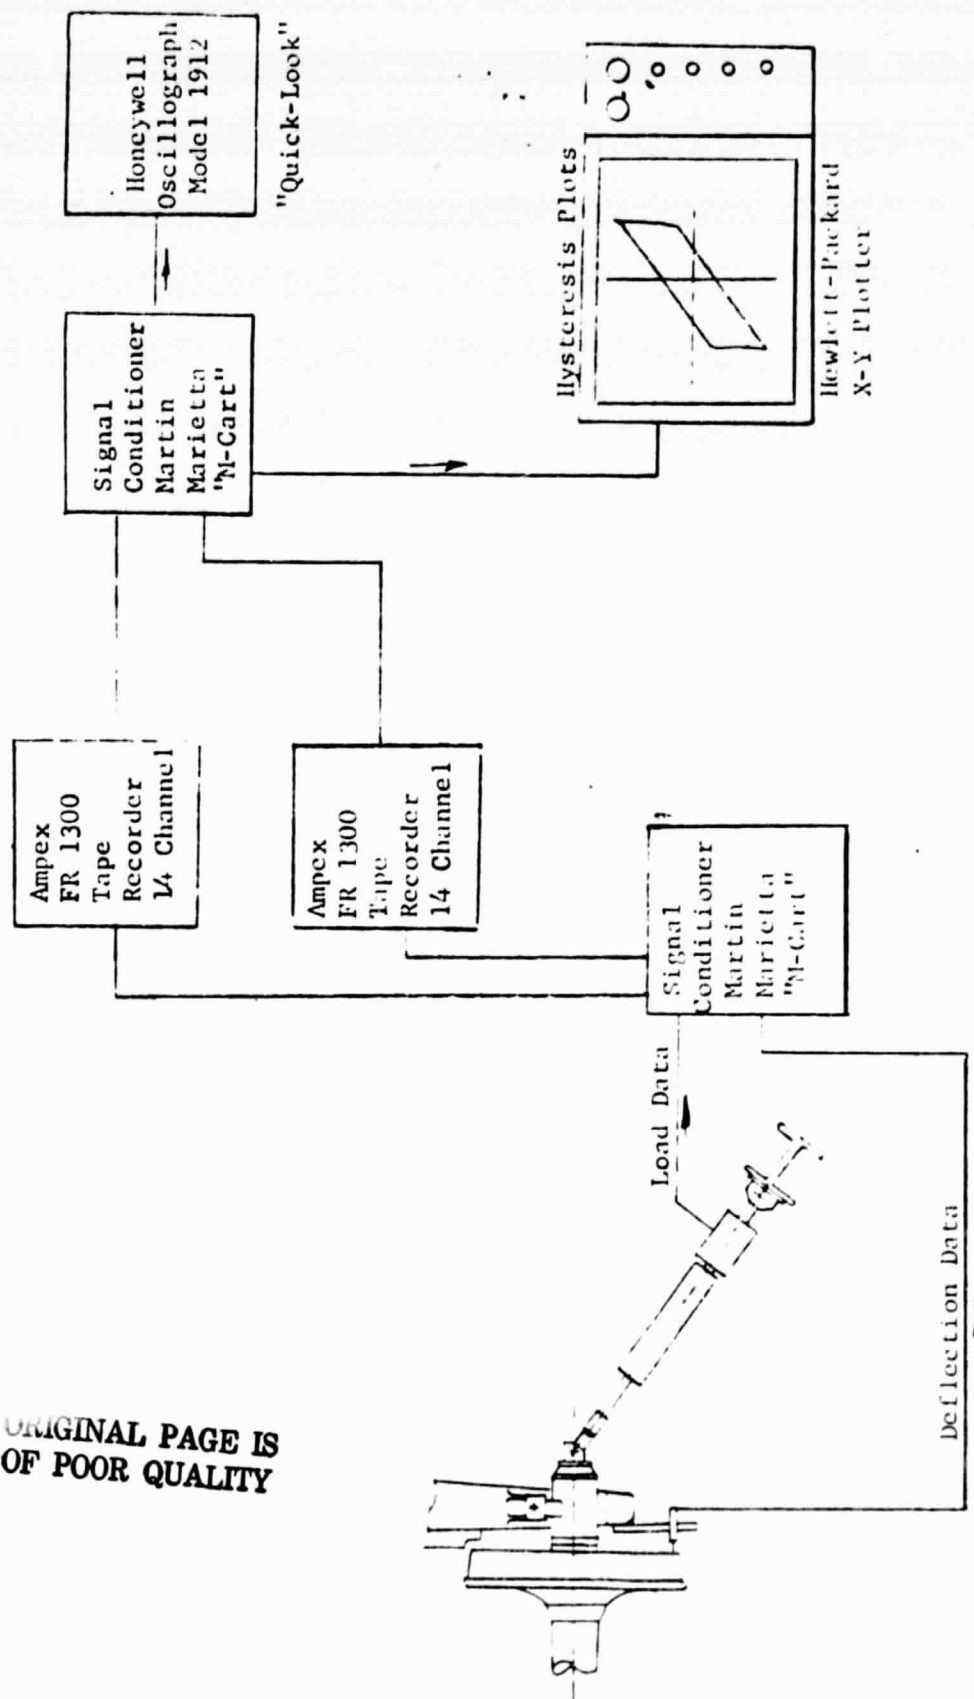 ORIGINAL PAGE IS
OF POOR QUALITY
Ampex
FR 1300
Tape
Recorder
14 Channel
Ampex
FR 1300
Tape
Recorder
14 Channel
Signal
Conditioner
Martin
Marietta
"M-Cart"
Honeywell
Oscillograph
Model 1912
"Quick-Look"
Hysteresis Plots
Hewlett-Packard
X-Y Plotter
Signal
Conditioner
Martin
Marietta
"M-Cart"
Load Data
Deflection Data